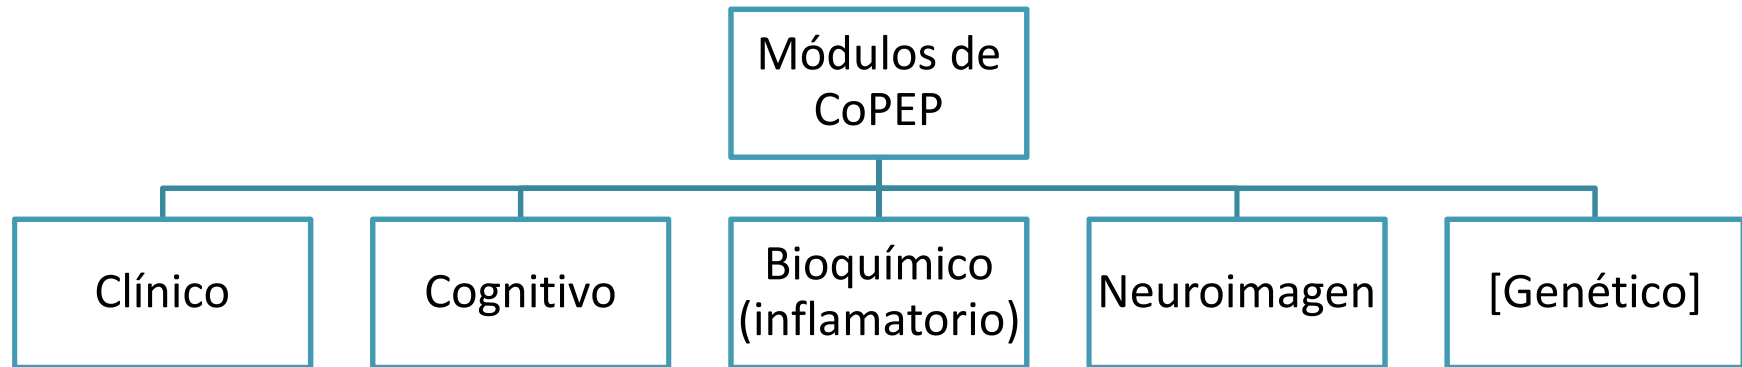 Módulos de
CoPEP
Clínico
Cognitivo
Bioquímico
(inflamatorio)
Neuroimagen
[Genético]